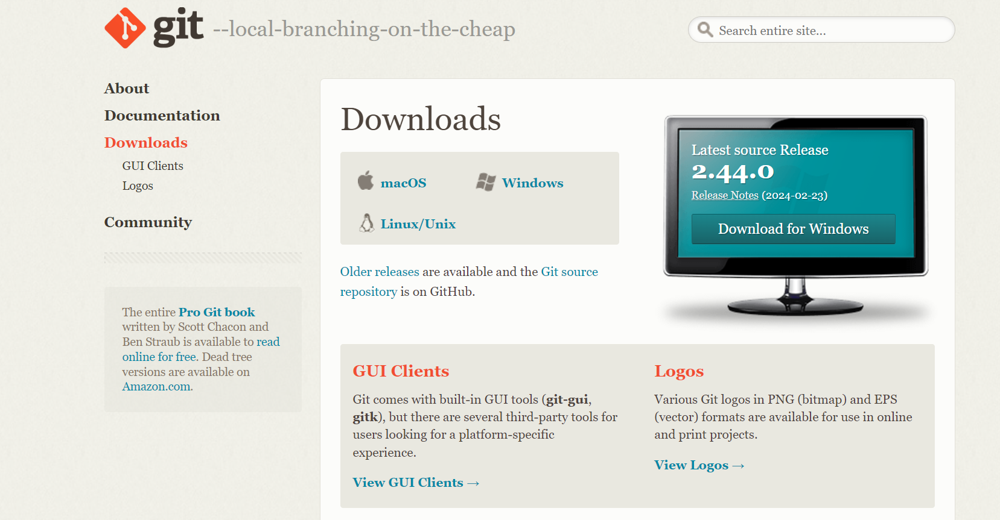 git --local-branching-on-the-cheap
Search entire site...
About
Documentation
Downloads
GUI Clients
Logos
Community
The entire Pro Git book
written by Scott Chacon and
Ben Straub is available to read
online for free. Dead tree
versions are available on
Amazon.com.
Downloads
macOS
Windows
Linux/Unix
Older releases are available and the Git source
repository is on GitHub.
Latest source Release
2.44.0
Release Notes (2024-02-23)
Download for Windows
GUI Clients
Git comes with built-in GUI tools (git-gui,
gitk), but there are several third-party tools for
users looking for a platform-specific
experience.
View GUI Clients →
Logos
Various Git logos in PNG (bitmap) and EPS
(vector) formats are available for use in online
and print projects.
View Logos →